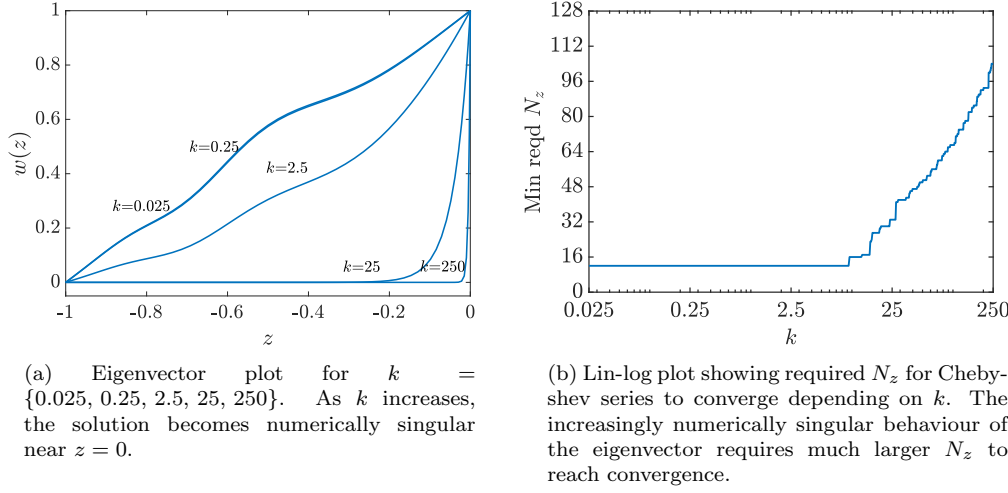 1
0.8
0.6
0.4
0.2
0
w(z)
k=0.025
k=0.25
k=2.5
k=25
k=250
-1 -0.8 -0.6 -0.4 -0.2 0
z
(a) Eigenvector plot for k =
{0.025, 0.25, 2.5, 25, 250}. As k increases,
the solution becomes numerically singular
near z = 0.
128
112
96
80
64
48
32
16
0
Min reqd N_z
0.025 0.25 2.5 25 250
k
(b) Lin-log plot showing required N_z for Cheby-
shev series to converge depending on k. The
increasingly numerically singular behaviour of
the eigenvector requires much larger N_z to
reach convergence.